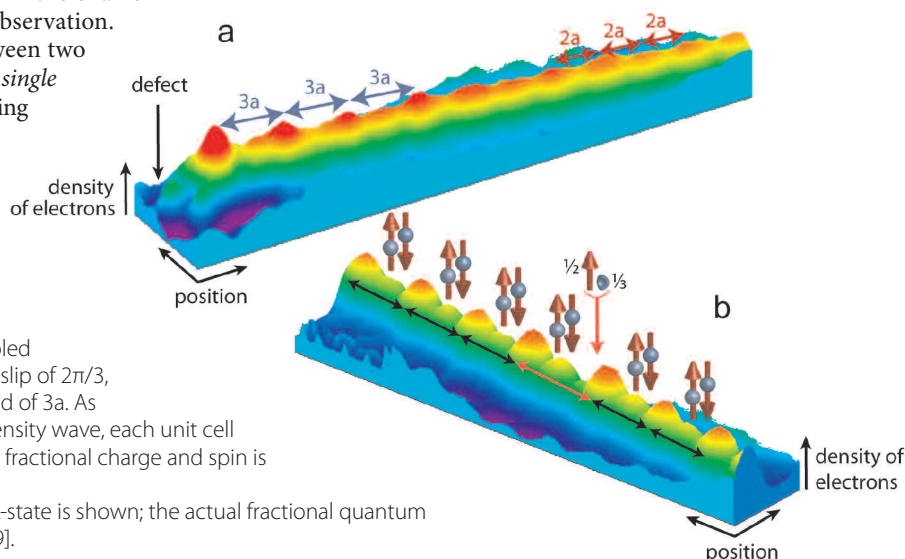 bservation.
ween two
single
ing
a
defect
3a
3a
3a
2a
2a
2a
density
of electrons
position
b
½
⅓
density of
electrons
position
slip of 2π/3,
d of 3a. As
ensity wave, each unit cell
fractional charge and spin is
-state is shown; the actual fractional quantum
9].